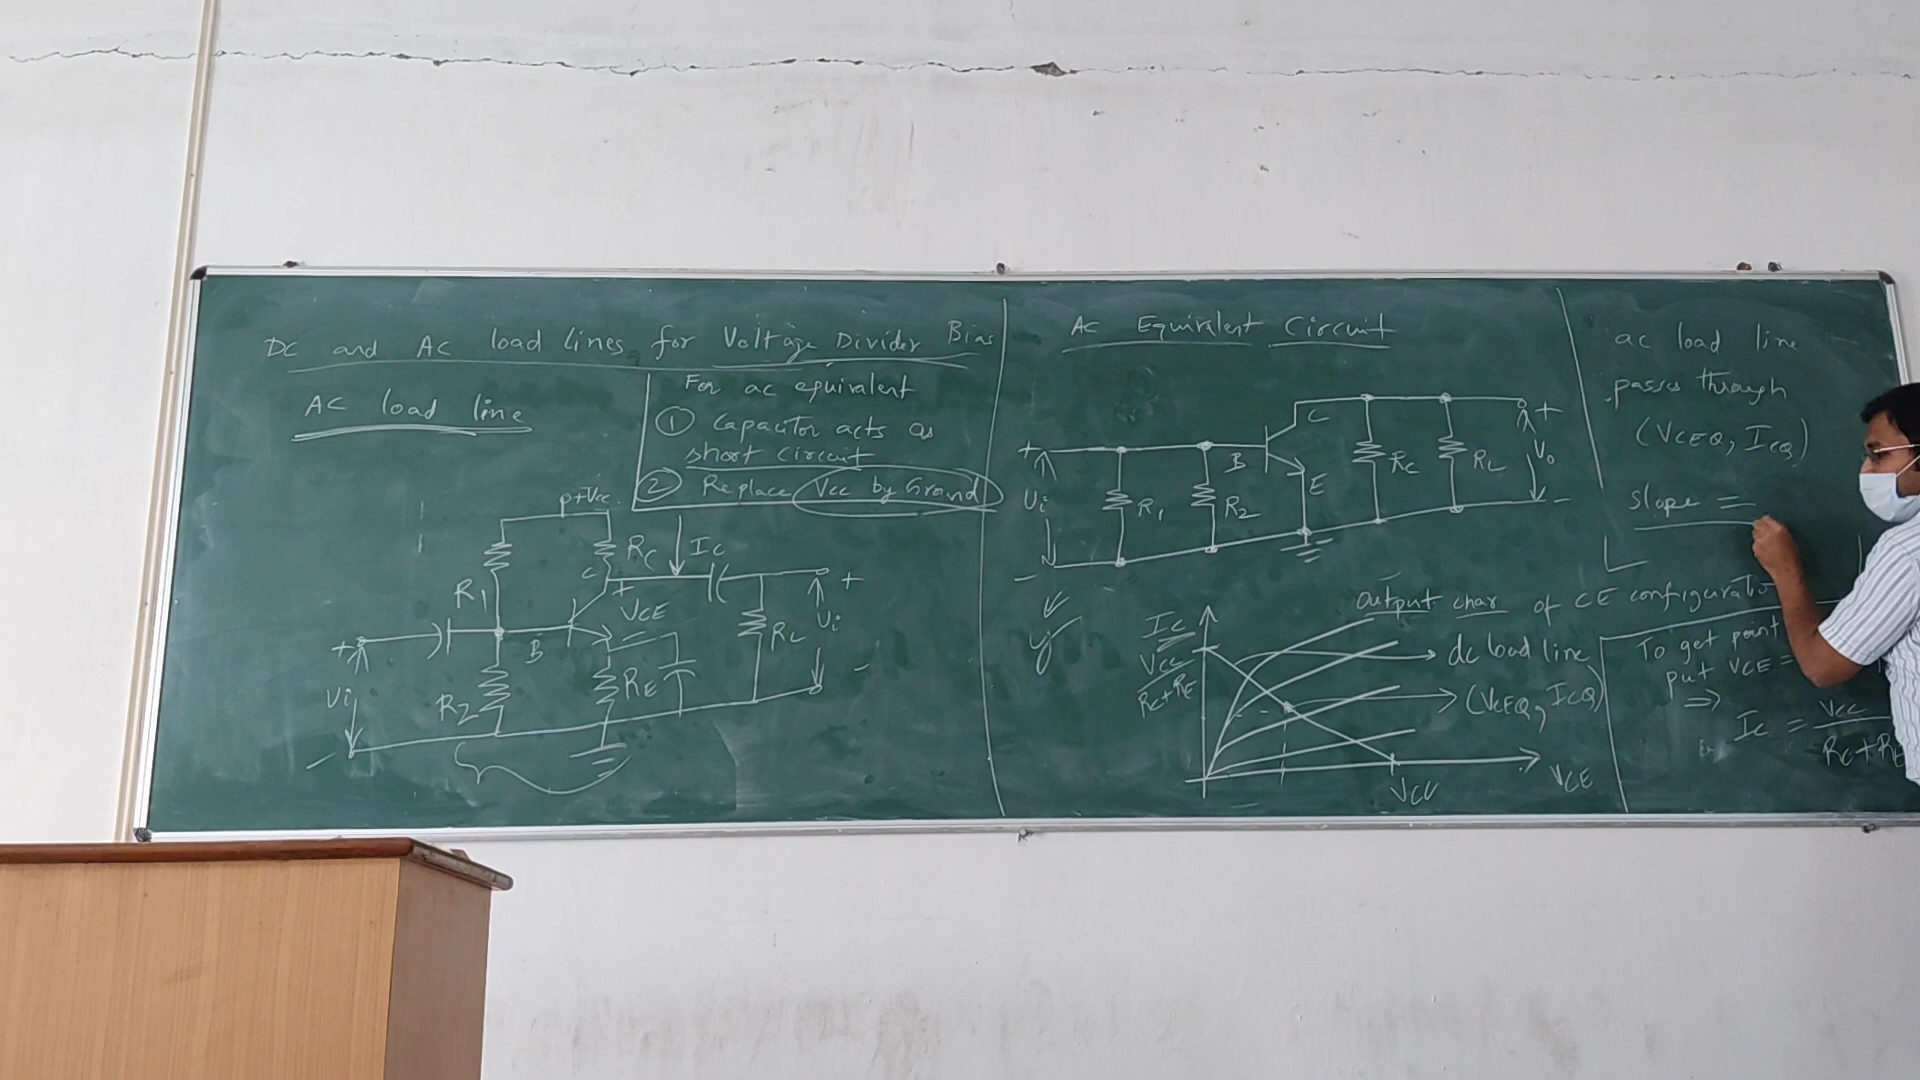 DC and AC load lines for Voltage Divider Bias
AC load line
For ac equivalent
① Capacitor acts as
short circuit
② Replace Vcc by Grand
+Vcc
RC
IC
C
+
+
R1
VCE
B
RL
Vi
+
Vi
R2
RE
-
-
AC Equivalent Circuit
C
+
+
B
RC
RL
Vo
Vi
R1
R2
E
-
-
Output char of CE configuratio
IC
VCC
RC+RE
dc load line
(VCEQ, ICQ)
VCC
VCE
ac load line
passes through
(VCEQ, ICQ)
slope =
To get point
put VCE =
⇒
IC = VCC
RC+RE